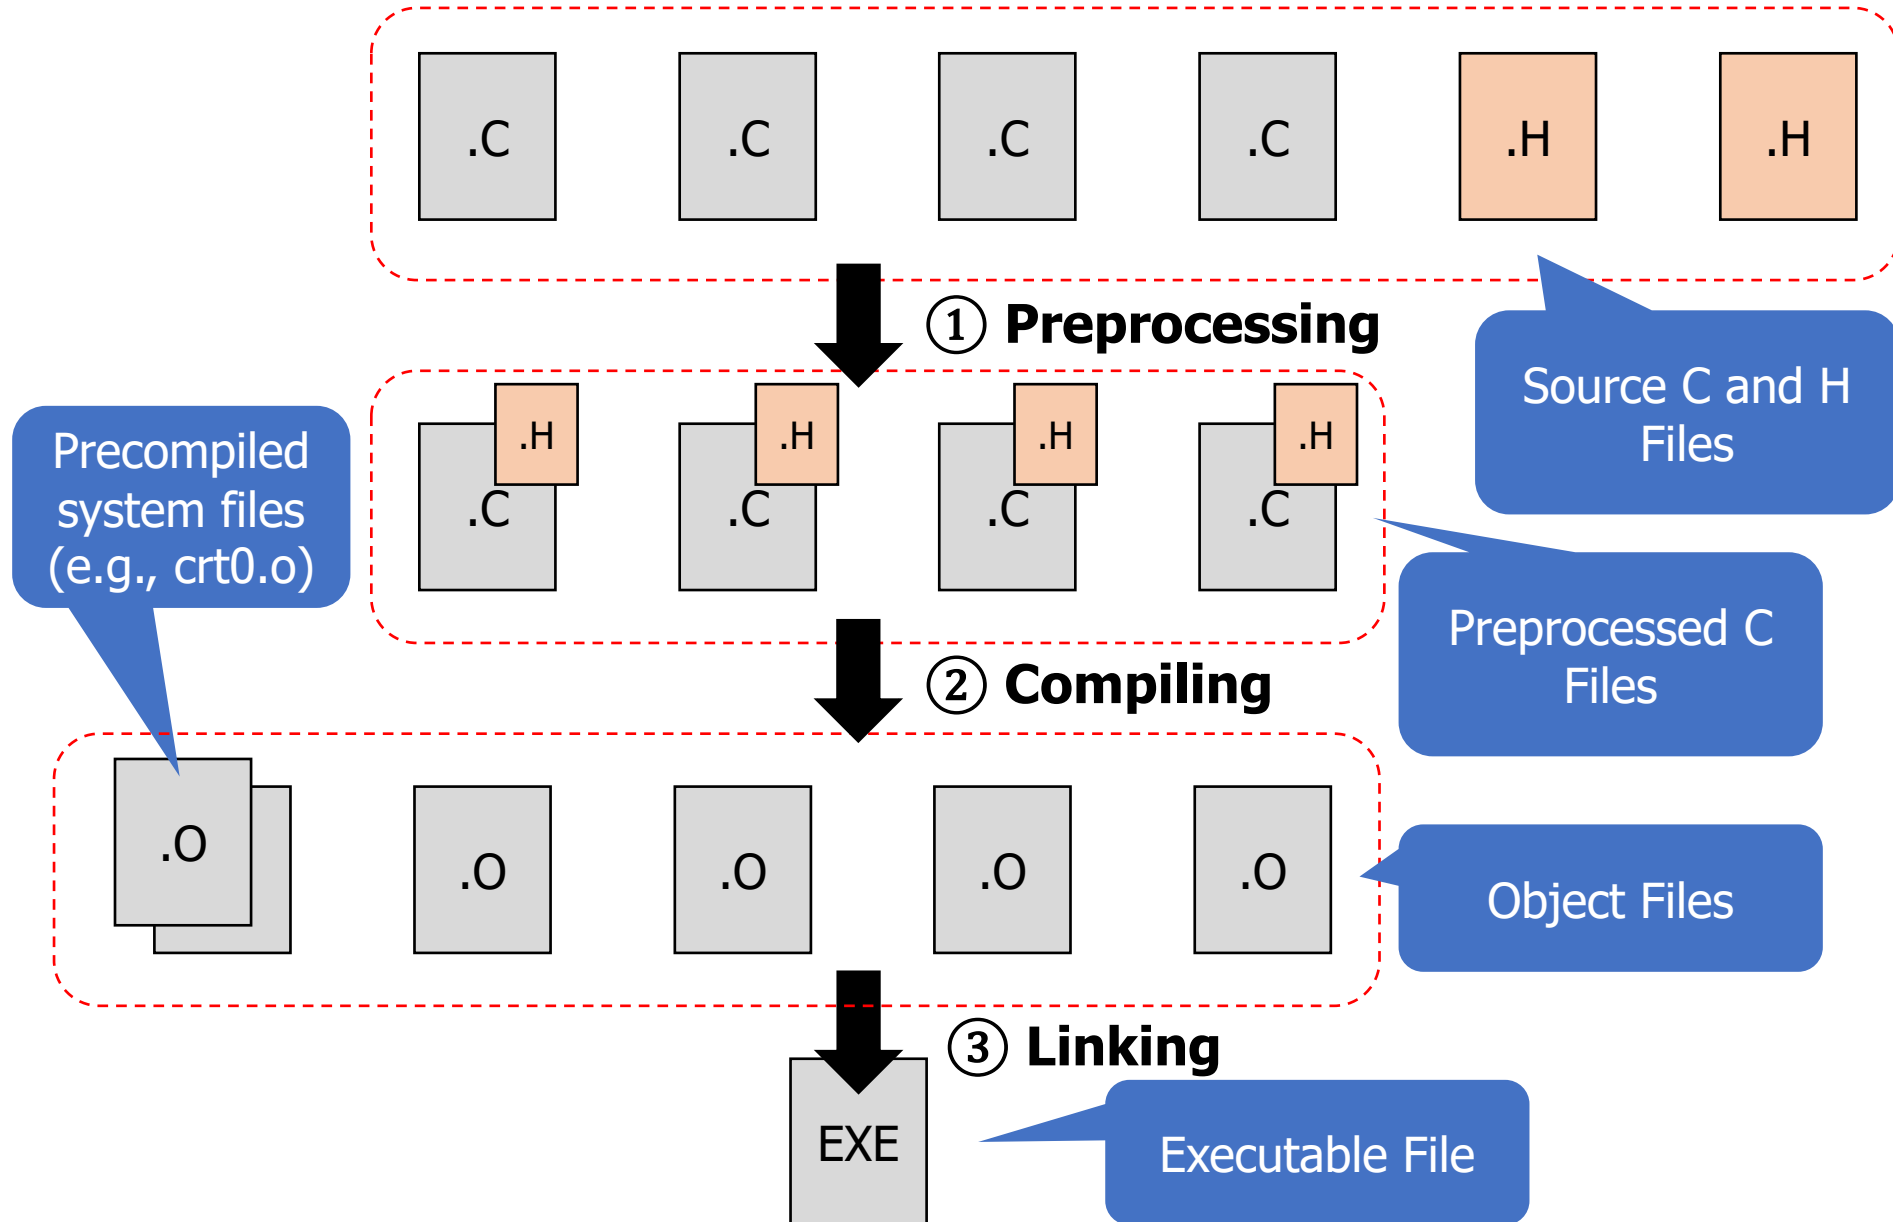 .C
.C
.C
.C
.H
.H
① Preprocessing
Source C and H
Files
.H
.H
.H
.H
.C
.C
.C
.C
Precompiled
system files
(e.g., crt0.o)
Preprocessed C
Files
② Compiling
.O
.O
.O
.O
.O
Object Files
③ Linking
EXE
Executable File